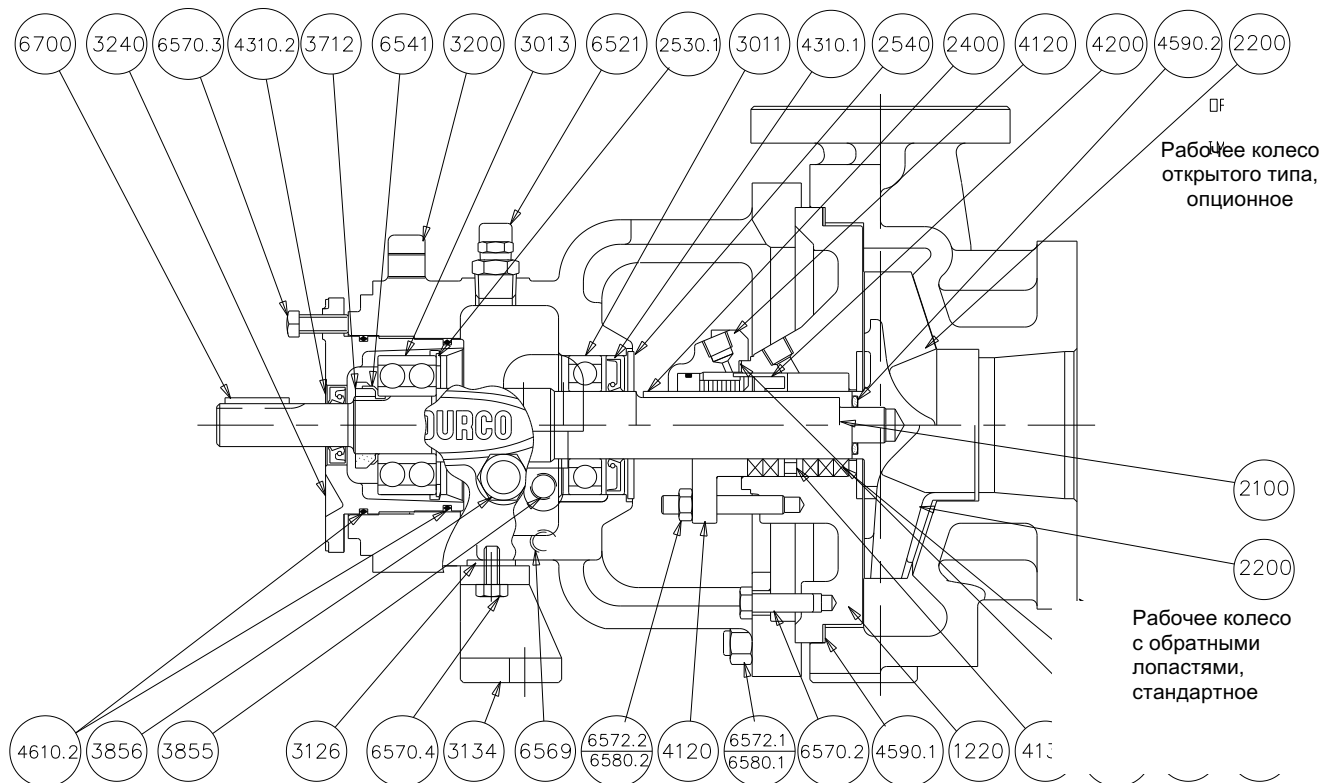 6700 3240 6570.3 4310.2 3712 6541 3200 3013 6521 2530.1 3011 4310.1 2540 2400 4120 4200 4590.2 2200
Рабочее колесо
открытого типа,
опционное
DURCO
2100
2200
Рабочее колесо
с обратными
лопастями,
стандартное
4610.2 3856 3855 3126 6570.4 3134 6569 6572.2 4120 6572.1 6570.2 4590.1 1220
6580.2 6580.1